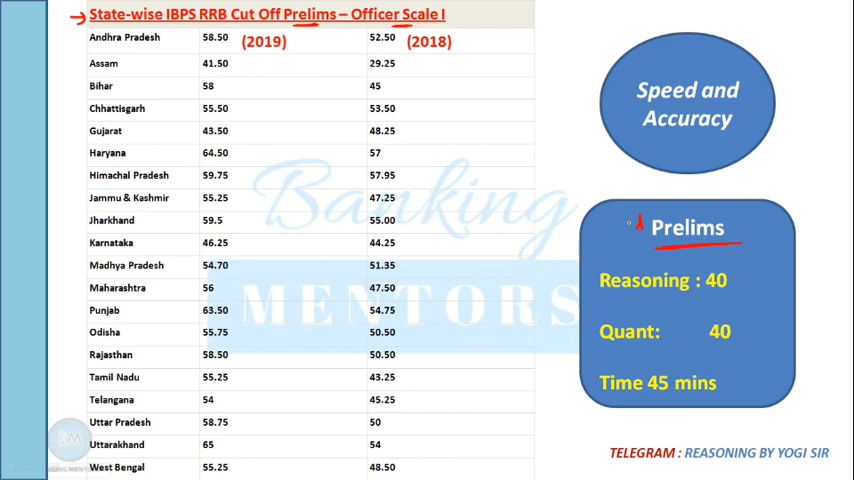 State-wise IBPS RRB Cut Off Prelims – Officer Scale I
Andhra Pradesh 58.50 (2019) 52.50 (2018)
Assam 41.50 29.25
Bihar 58 45
Chhattisgarh 55.50 53.50
Gujarat 43.50 48.25
Haryana 64.50 57
Himachal Pradesh 59.75 57.95
Jammu & Kashmir 55.25 47.25
Jharkhand 59.5 55.00
Karnataka 46.25 44.25
Madhya Pradesh 54.70 51.35
Maharashtra 56 47.50
Punjab 63.50 54.75
Odisha 55.75 50.50
Rajasthan 58.50 50.50
Tamil Nadu 55.25 43.25
Telangana 54 45.25
Uttar Pradesh 58.75 50
Uttarakhand 65 54
West Bengal 55.25 48.50
Banking
MENTORS
Speed and
Accuracy
Prelims
Reasoning : 40
Quant: 40
Time 45 mins
TELEGRAM : REASONING BY YOGI SIR